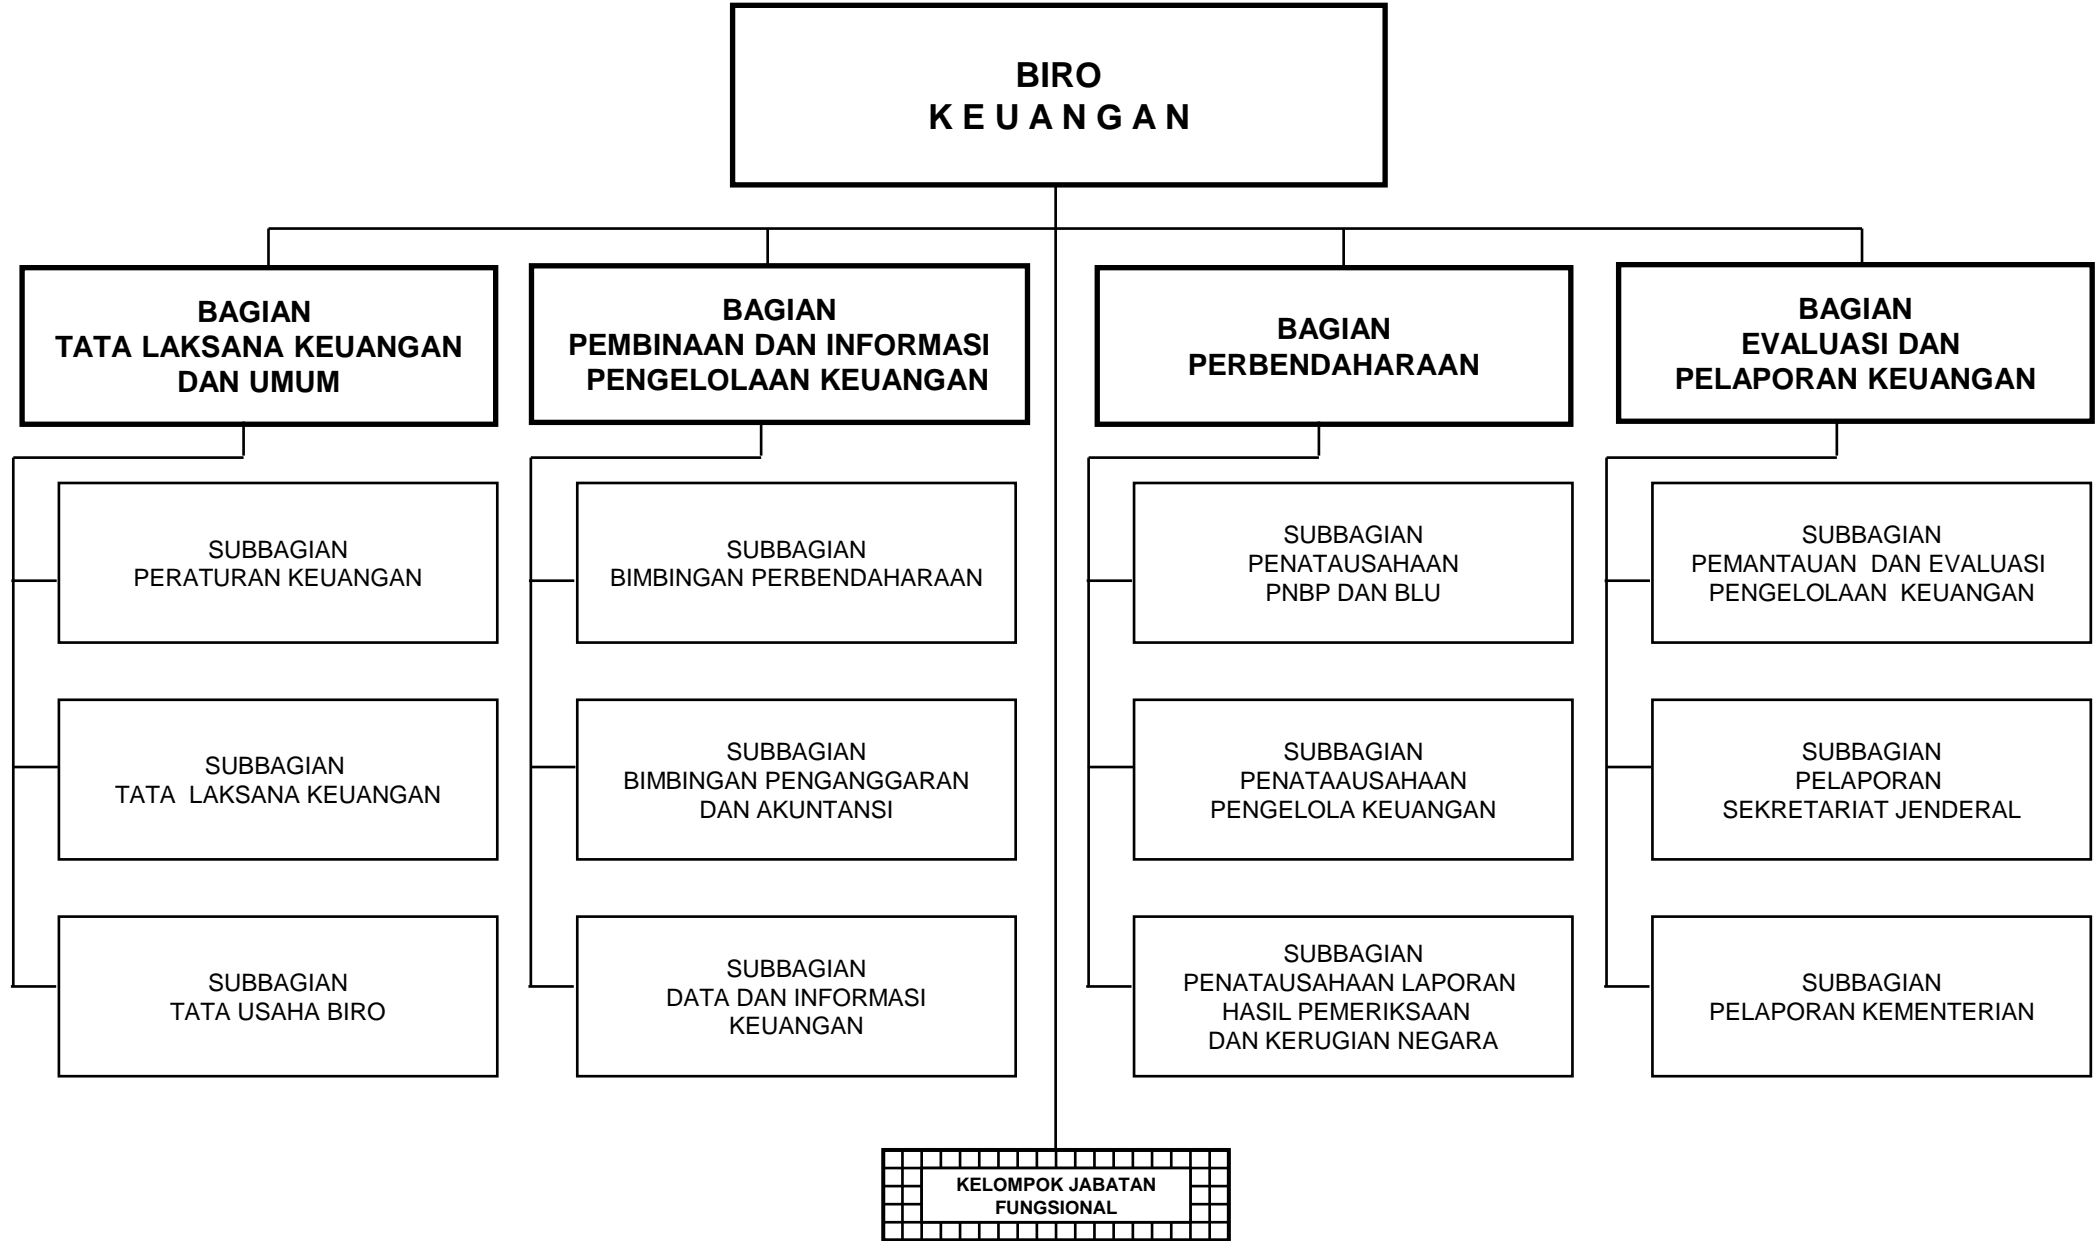 BIRO
K E U A N G A N
BAGIAN
TATA LAKSANA KEUANGAN
DAN UMUM
BAGIAN
PEMBINAAN DAN INFORMASI
PENGELOLAAN KEUANGAN
BAGIAN
PERBENDAHARAAN
BAGIAN
EVALUASI DAN
PELAPORAN KEUANGAN
SUBBAGIAN
PERATURAN KEUANGAN
SUBBAGIAN
BIMBINGAN PERBENDAHARAAN
SUBBAGIAN
PENATAUSAHAAN
PNBP DAN BLU
SUBBAGIAN
PEMANTAUAN DAN EVALUASI
PENGELOLAAN KEUANGAN
SUBBAGIAN
TATA LAKSANA KEUANGAN
SUBBAGIAN
BIMBINGAN PENGANGGARAN
DAN AKUNTANSI
SUBBAGIAN
PENATAAUSAHAAN
PENGELOLA KEUANGAN
SUBBAGIAN
PELAPORAN
SEKRETARIAT JENDERAL
SUBBAGIAN
TATA USAHA BIRO
SUBBAGIAN
DATA DAN INFORMASI
KEUANGAN
SUBBAGIAN
PENATAUSAHAAN LAPORAN
HASIL PEMERIKSAAN
DAN KERUGIAN NEGARA
SUBBAGIAN
PELAPORAN KEMENTERIAN
KELOMPOK JABATAN
FUNGSIONAL